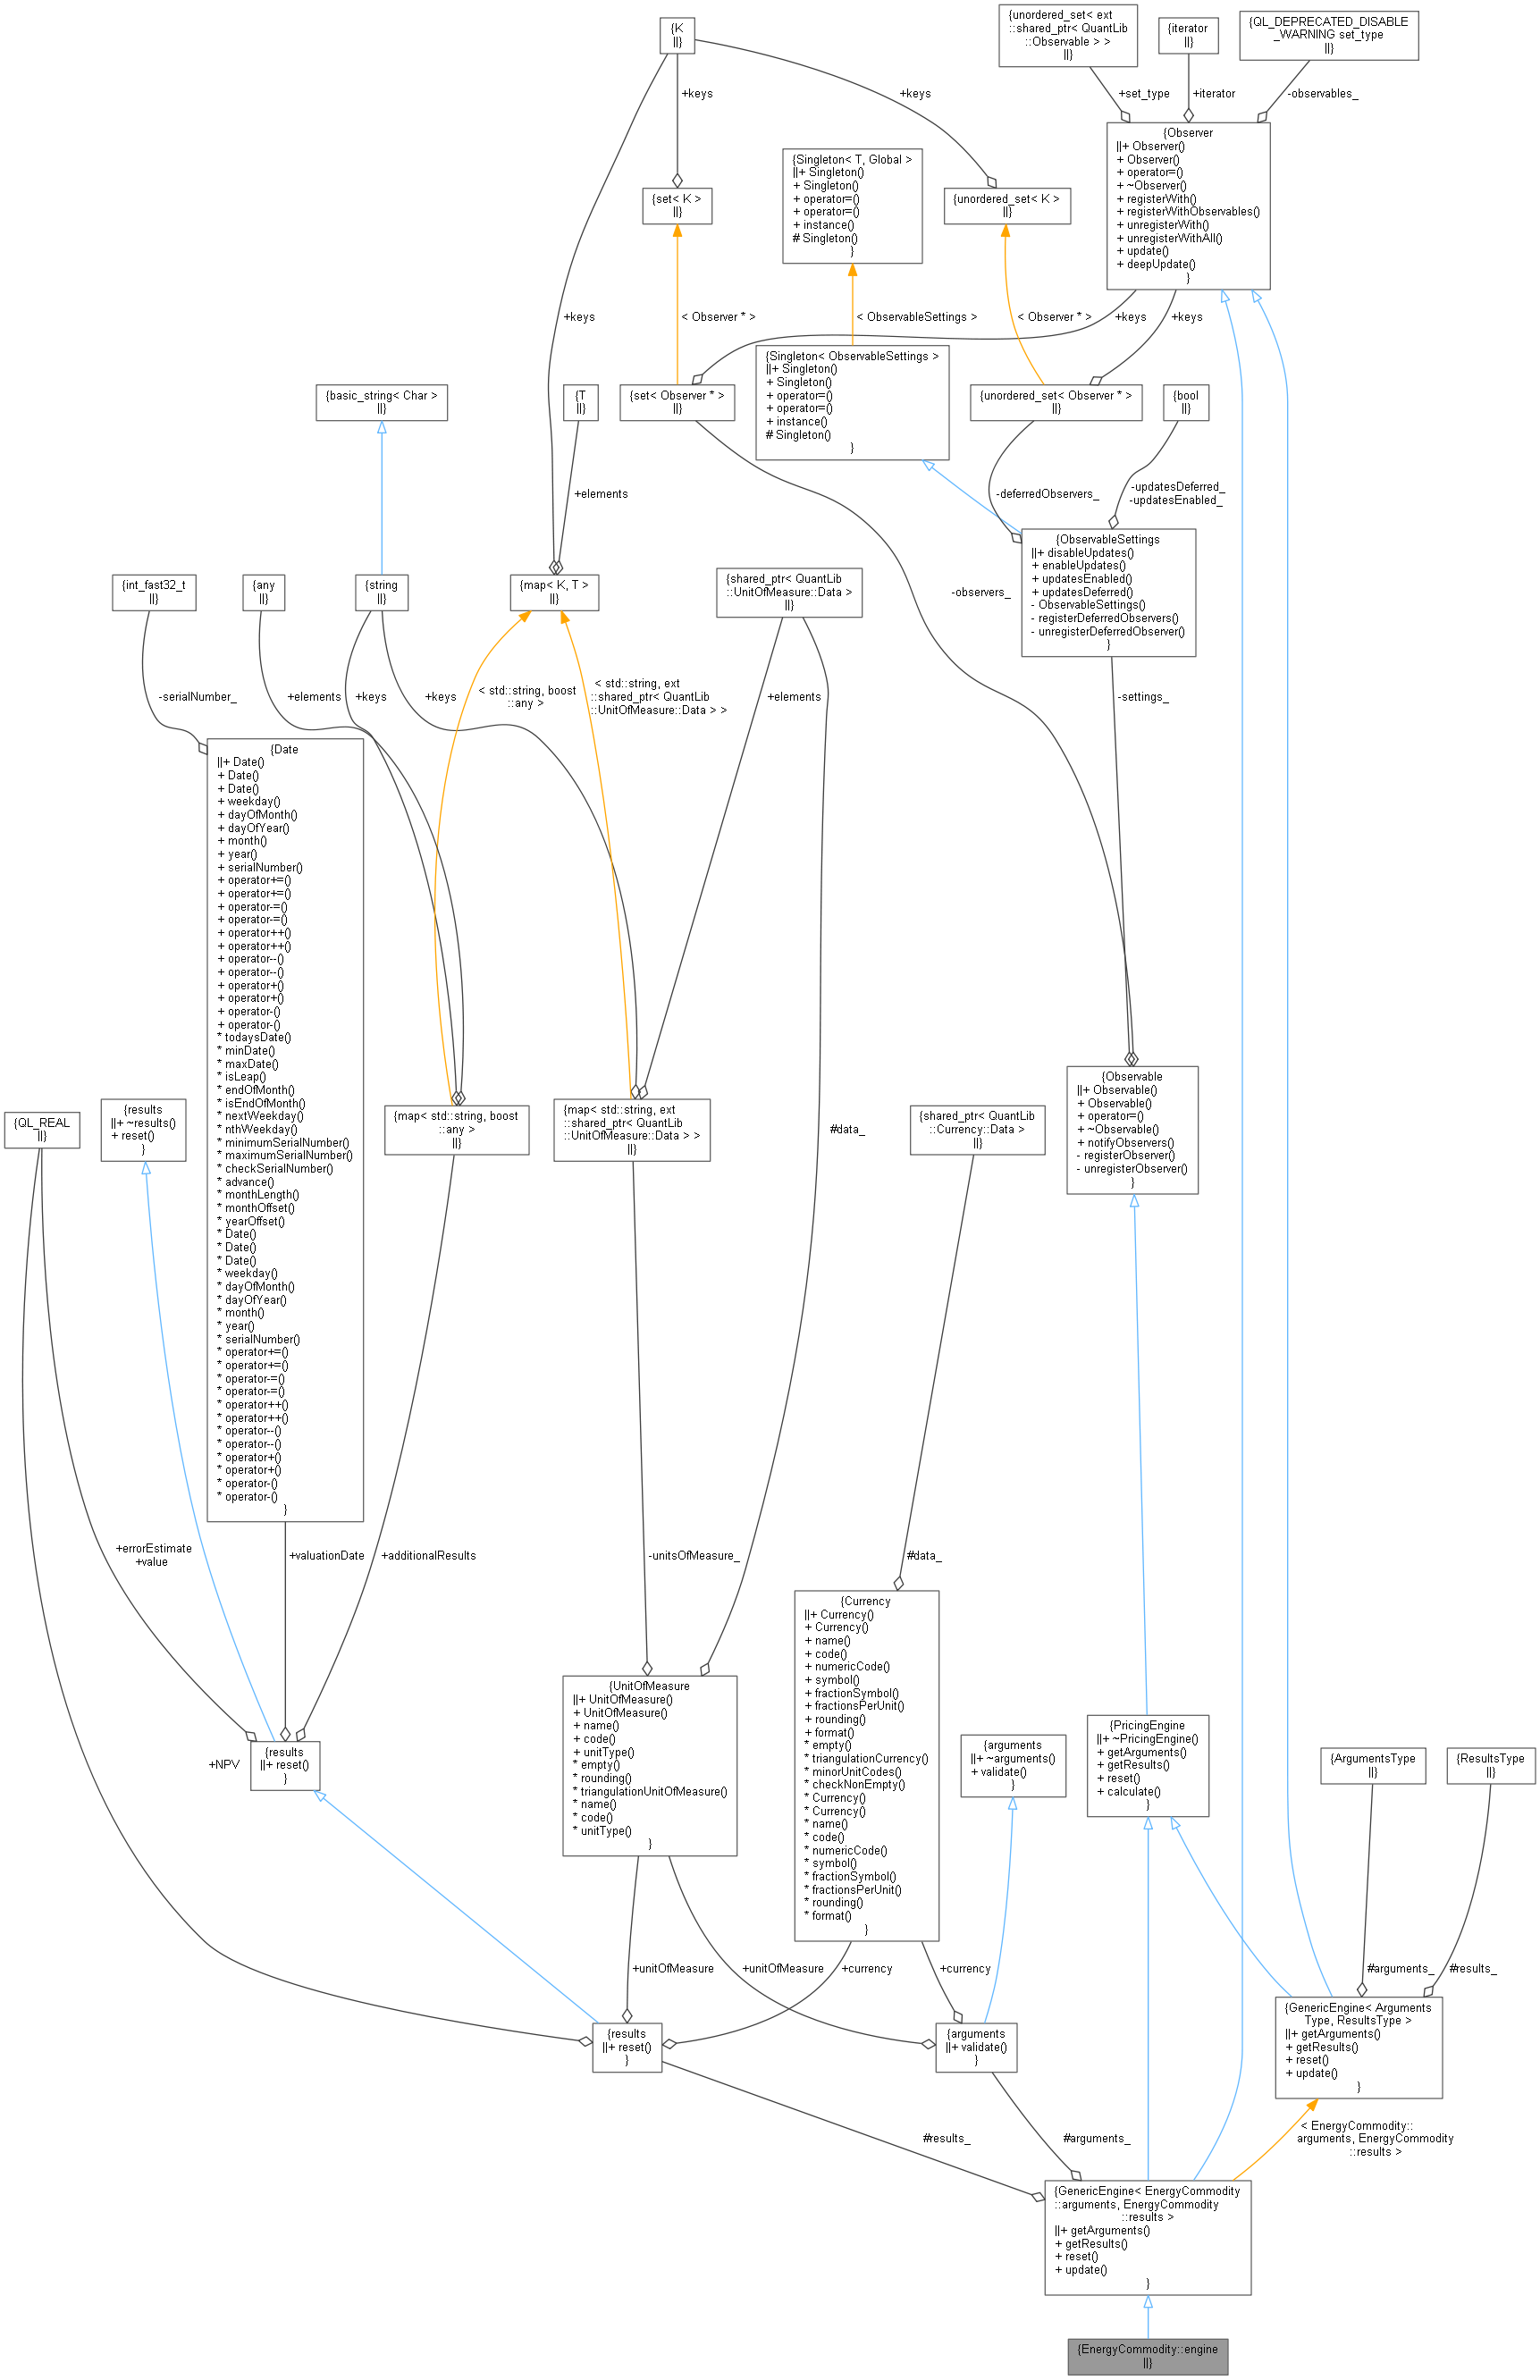 {K
||}
{unordered_set< ext
::shared_ptr< QuantLib
::Observable > >
||}
{iterator
||}
{QL_DEPRECATED_DISABLE
_WARNING set_type
||}
+keys
+keys
+set_type
+iterator
-observables_
{Observer
||+ Observer()
+ Observer()
+ operator=()
+ ~Observer()
+ registerWith()
+ registerWithObservables()
+ unregisterWith()
+ unregisterWithAll()
+ update()
+ deepUpdate()
}
{Singleton< T, Global >
||+ Singleton()
+ Singleton()
+ operator=()
+ operator=()
+ instance()
# Singleton()
}
{set< K >
||}
{unordered_set< K >
||}
+keys
< Observer * >
< ObservableSettings >
< Observer * >
+keys
+keys
{Singleton< ObservableSettings >
||+ Singleton()
+ Singleton()
+ operator=()
+ operator=()
+ instance()
# Singleton()
}
{basic_string< Char >
||}
{T
||}
{set< Observer * >
||}
{unordered_set< Observer * >
||}
{bool
||}
+elements
-deferredObservers_
-updatesDeferred_
-updatesEnabled_
{ObservableSettings
||+ disableUpdates()
+ enableUpdates()
+ updatesEnabled()
+ updatesDeferred()
- ObservableSettings()
- registerDeferredObservers()
- unregisterDeferredObserver()
}
{int_fast32_t
||}
{any
||}
{string
||}
{map< K, T >
||}
{shared_ptr< QuantLib
::UnitOfMeasure::Data >
||}
-observers_
-serialNumber_
+elements
+keys
+keys
< std::string, boost
::any >
< std::string, ext
::shared_ptr< QuantLib
::UnitOfMeasure::Data > >
+elements
-settings_
{Date
||+ Date()
+ Date()
+ Date()
+ weekday()
+ dayOfMonth()
+ dayOfYear()
+ month()
+ year()
+ serialNumber()
+ operator+=()
+ operator+=()
+ operator-=()
+ operator-=()
+ operator++()
+ operator++()
+ operator--()
+ operator--()
+ operator+()
+ operator+()
+ operator-()
+ operator-()
* todaysDate()
* minDate()
* maxDate()
* isLeap()
* endOfMonth()
* isEndOfMonth()
* nextWeekday()
* nthWeekday()
* minimumSerialNumber()
* maximumSerialNumber()
* checkSerialNumber()
* advance()
* monthLength()
* monthOffset()
* yearOffset()
* Date()
* Date()
* Date()
* weekday()
* dayOfMonth()
* dayOfYear()
* month()
* year()
* serialNumber()
* operator+=()
* operator+=()
* operator-=()
* operator-=()
* operator++()
* operator++()
* operator--()
* operator--()
* operator+()
* operator+()
* operator-()
* operator-()
}
{QL_REAL
||}
{results
||+ ~results()
+ reset()
}
{map< std::string, boost
::any >
||}
{map< std::string, ext
::shared_ptr< QuantLib
::UnitOfMeasure::Data > >
||}
#data_
{shared_ptr< QuantLib
::Currency::Data >
||}
{Observable
||+ Observable()
+ Observable()
+ operator=()
+ ~Observable()
+ notifyObservers()
- registerObserver()
- unregisterObserver()
}
+errorEstimate
+value
+valuationDate
+additionalResults
-unitsOfMeasure_
#data_
{Currency
||+ Currency()
+ Currency()
+ name()
+ code()
+ numericCode()
+ symbol()
+ fractionSymbol()
+ fractionsPerUnit()
+ rounding()
+ format()
* empty()
* triangulationCurrency()
* minorUnitCodes()
* checkNonEmpty()
* Currency()
* Currency()
* name()
* code()
* numericCode()
* symbol()
* fractionSymbol()
* fractionsPerUnit()
* rounding()
* format()
}
{UnitOfMeasure
||+ UnitOfMeasure()
+ UnitOfMeasure()
+ name()
+ code()
+ unitType()
* empty()
* rounding()
* triangulationUnitOfMeasure()
* name()
* code()
* unitType()
}
+NPV
{results
||+ reset()
}
{arguments
||+ ~arguments()
+ validate()
}
{PricingEngine
||+ ~PricingEngine()
+ getArguments()
+ getResults()
+ reset()
+ calculate()
}
{ArgumentsType
||}
{ResultsType
||}
+unitOfMeasure
+unitOfMeasure
+currency
+currency
#arguments_
#results_
{results
||+ reset()
}
{arguments
||+ validate()
}
{GenericEngine< Arguments
Type, ResultsType >
||+ getArguments()
+ getResults()
+ reset()
+ update()
}
#results_
#arguments_
< EnergyCommodity::
arguments, EnergyCommodity
::results >
{GenericEngine< EnergyCommodity
::arguments, EnergyCommodity
::results >
||+ getArguments()
+ getResults()
+ reset()
+ update()
}
{EnergyCommodity::engine
||}